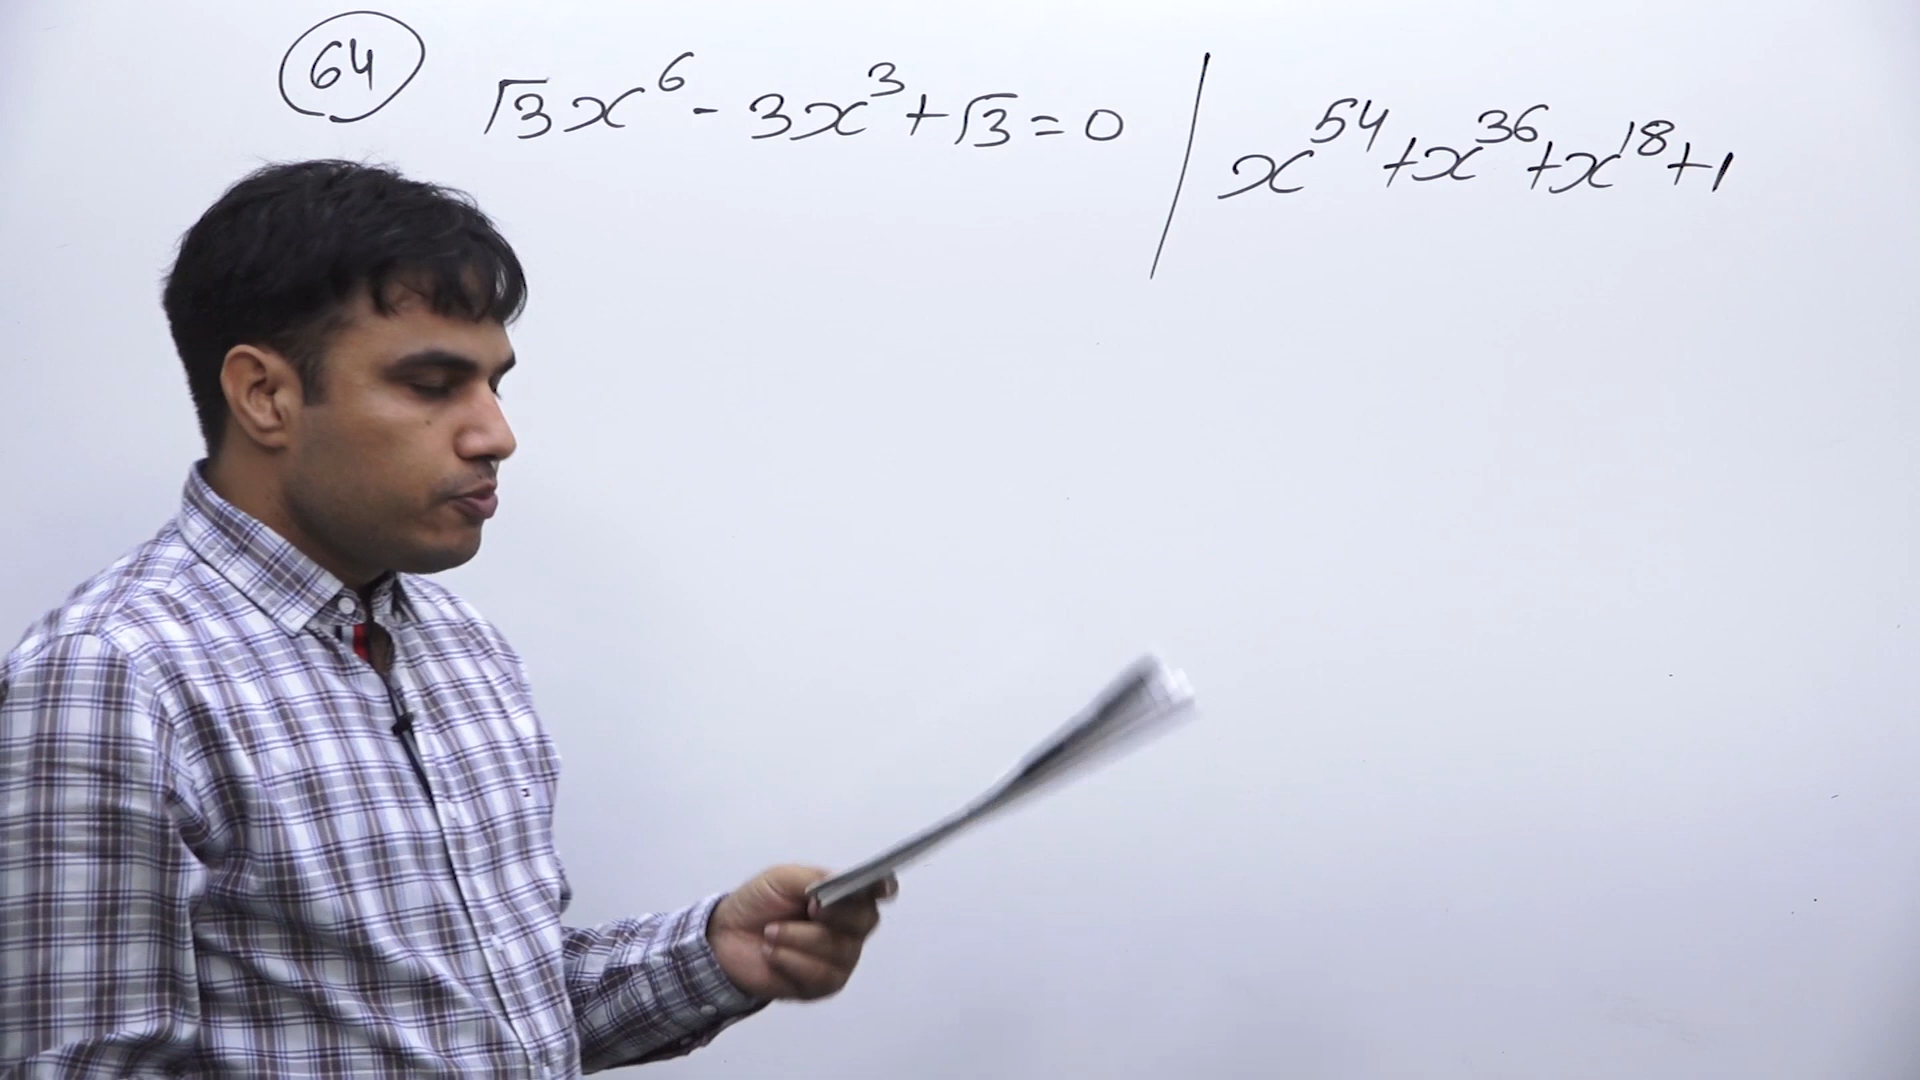 64 √3x⁶ - 3x³ + √3 = 0 | x⁵⁴ + x³⁶ + x¹⁸ + 1